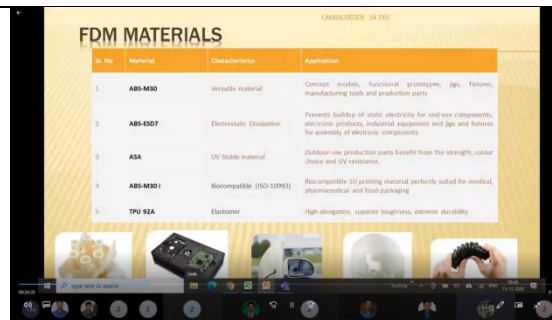 FDM MATERIALS
Sr. No Material Characteristics Application
1 ABS-M30 Versatile material Concept models, functional prototypes, jigs, fixtures,
manufacturing tools and production parts
2 ABS-ESD7 Electrostatic Dissipative Prevents buildup of static electricity for end-use components,
electronic products, industrial equipment and jigs and fixtures
for assembly of electronic components
3 ASA UV Stable material Outdoor-use production parts benefit from the strength, colour
choice and UV resistance.
4 ABS-M30 i Biocompatible (ISO 10993) Biocompatible 3D printing material perfectly suited for medical,
pharmaceutical and food-packaging
5 TPU 92A Elastomer High elongation, superior toughness, extreme durability
Type here to search
Desktop